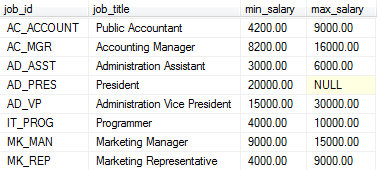 job_id job_title min_salary max_salary
AC_ACCOUNT Public Accountant 4200.00 9000.00
AC_MGR Accounting Manager 8200.00 16000.00
AD_ASST Administration Assistant 3000.00 6000.00
AD_PRES President 20000.00 NULL
AD_VP Administration Vice President 15000.00 30000.00
IT_PROG Programmer 4000.00 10000.00
MK_MAN Marketing Manager 9000.00 15000.00
MK_REP Marketing Representative 4000.00 9000.00